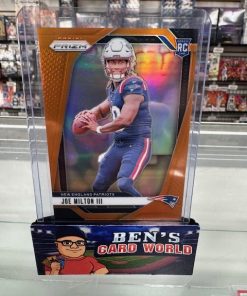 PANINI
PRIZM
RC
NEW ENGLAND PATRIOTS
JOE MILTON III
BEN'S
CARD WORLD